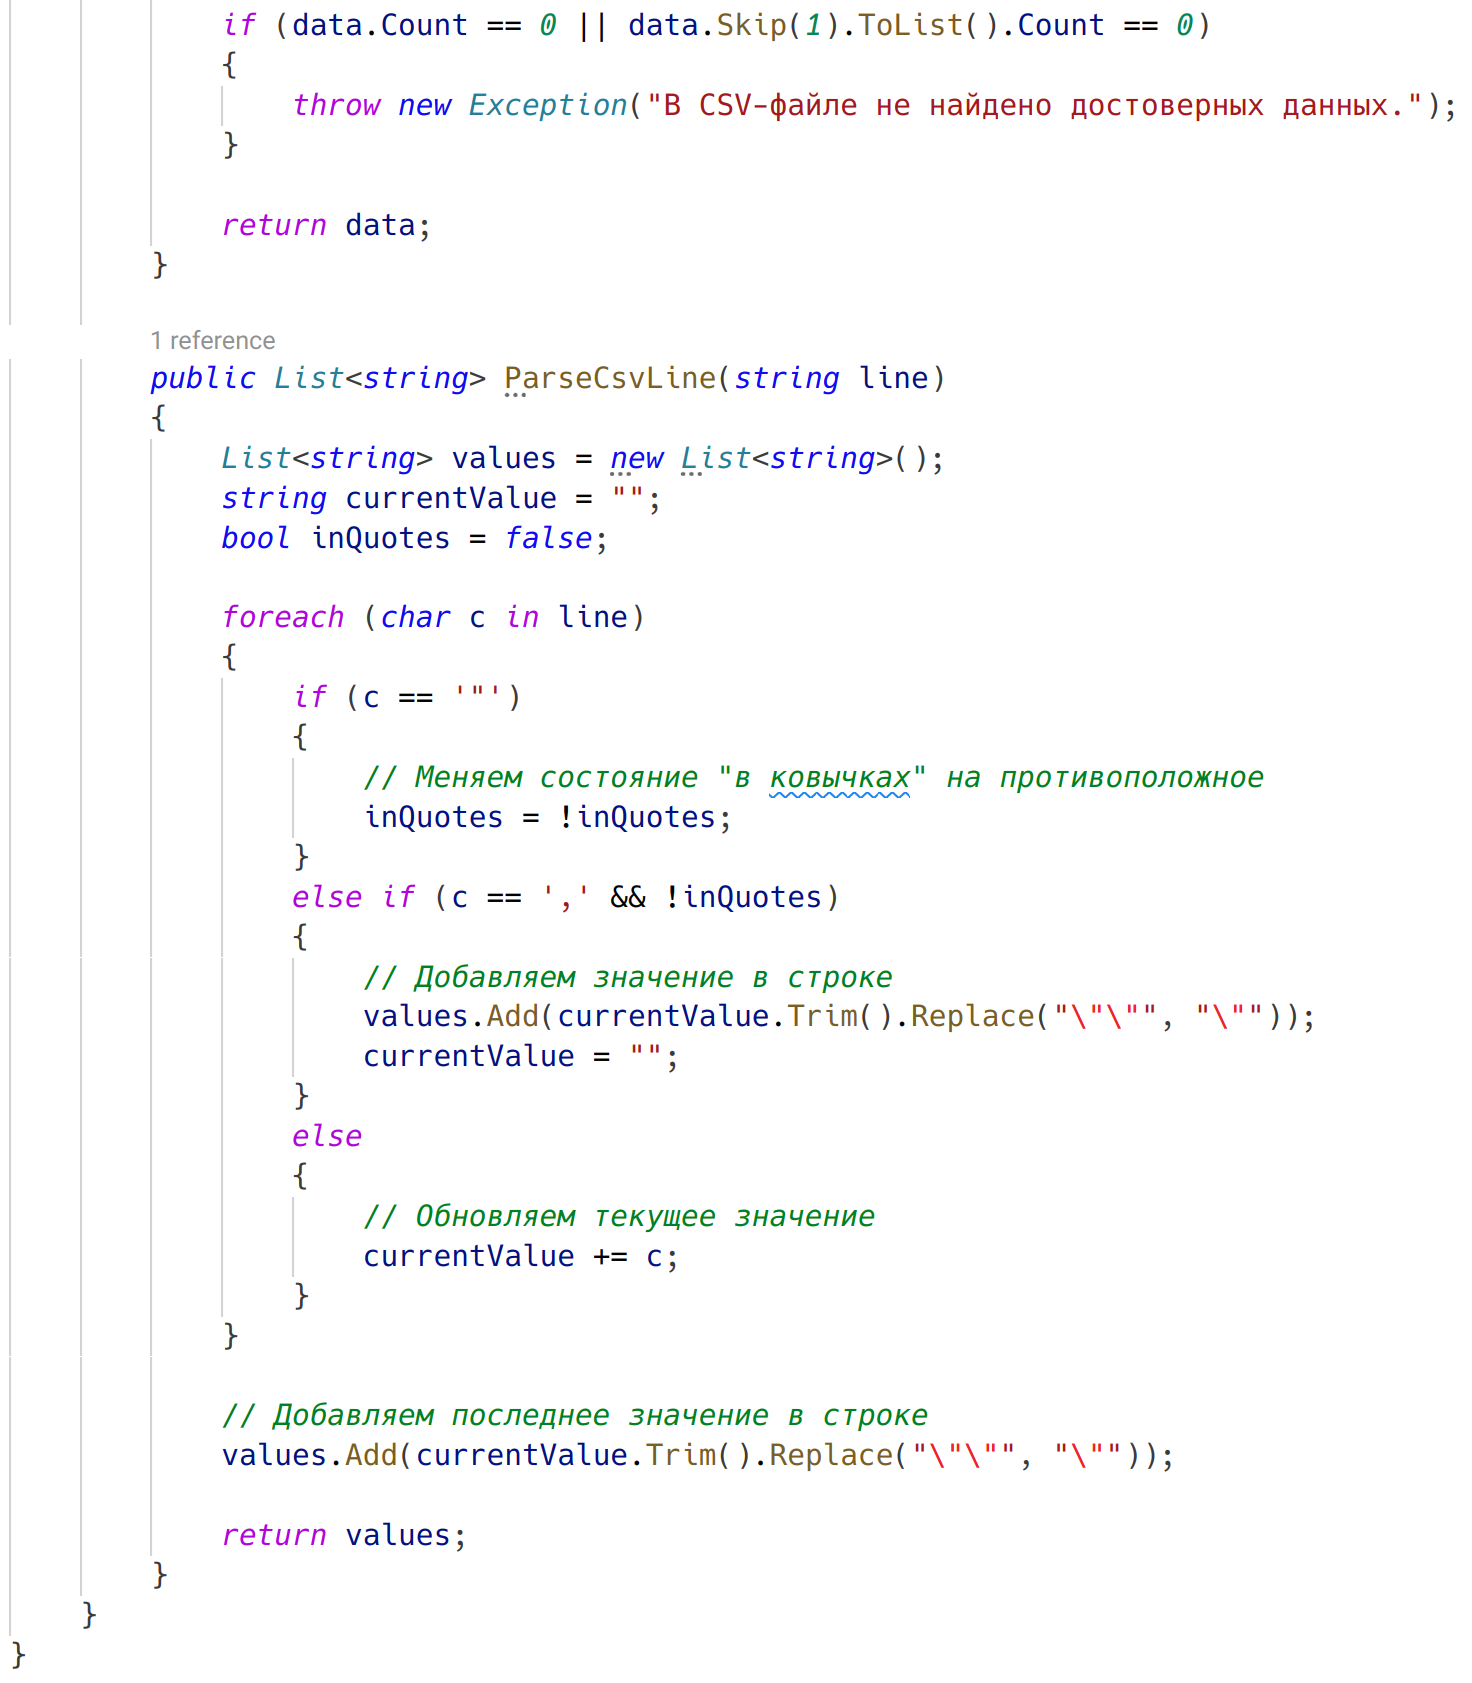 if (data.Count == 0 || data.Skip(1).ToList().Count == 0)
{
throw new Exception("В CSV-файле не найдено достоверных данных.");
}
return data;
}
1 reference
public List<string> ParseCsvLine(string line)
{
List<string> values = new List<string>();
string currentValue = "";
bool inQuotes = false;
foreach (char c in line)
{
if (c == '"')
{
// Меняем состояние "в ковычках" на противоположное
inQuotes = !inQuotes;
}
else if (c == ',' && !inQuotes)
{
// Добавляем значение в строке
values.Add(currentValue.Trim().Replace("\"\"", "\""));
currentValue = "";
}
else
{
// Обновляем текущее значение
currentValue += c;
}
}
// Добавляем последнее значение в строке
values.Add(currentValue.Trim().Replace("\"\"", "\""));
return values;
}
}
}